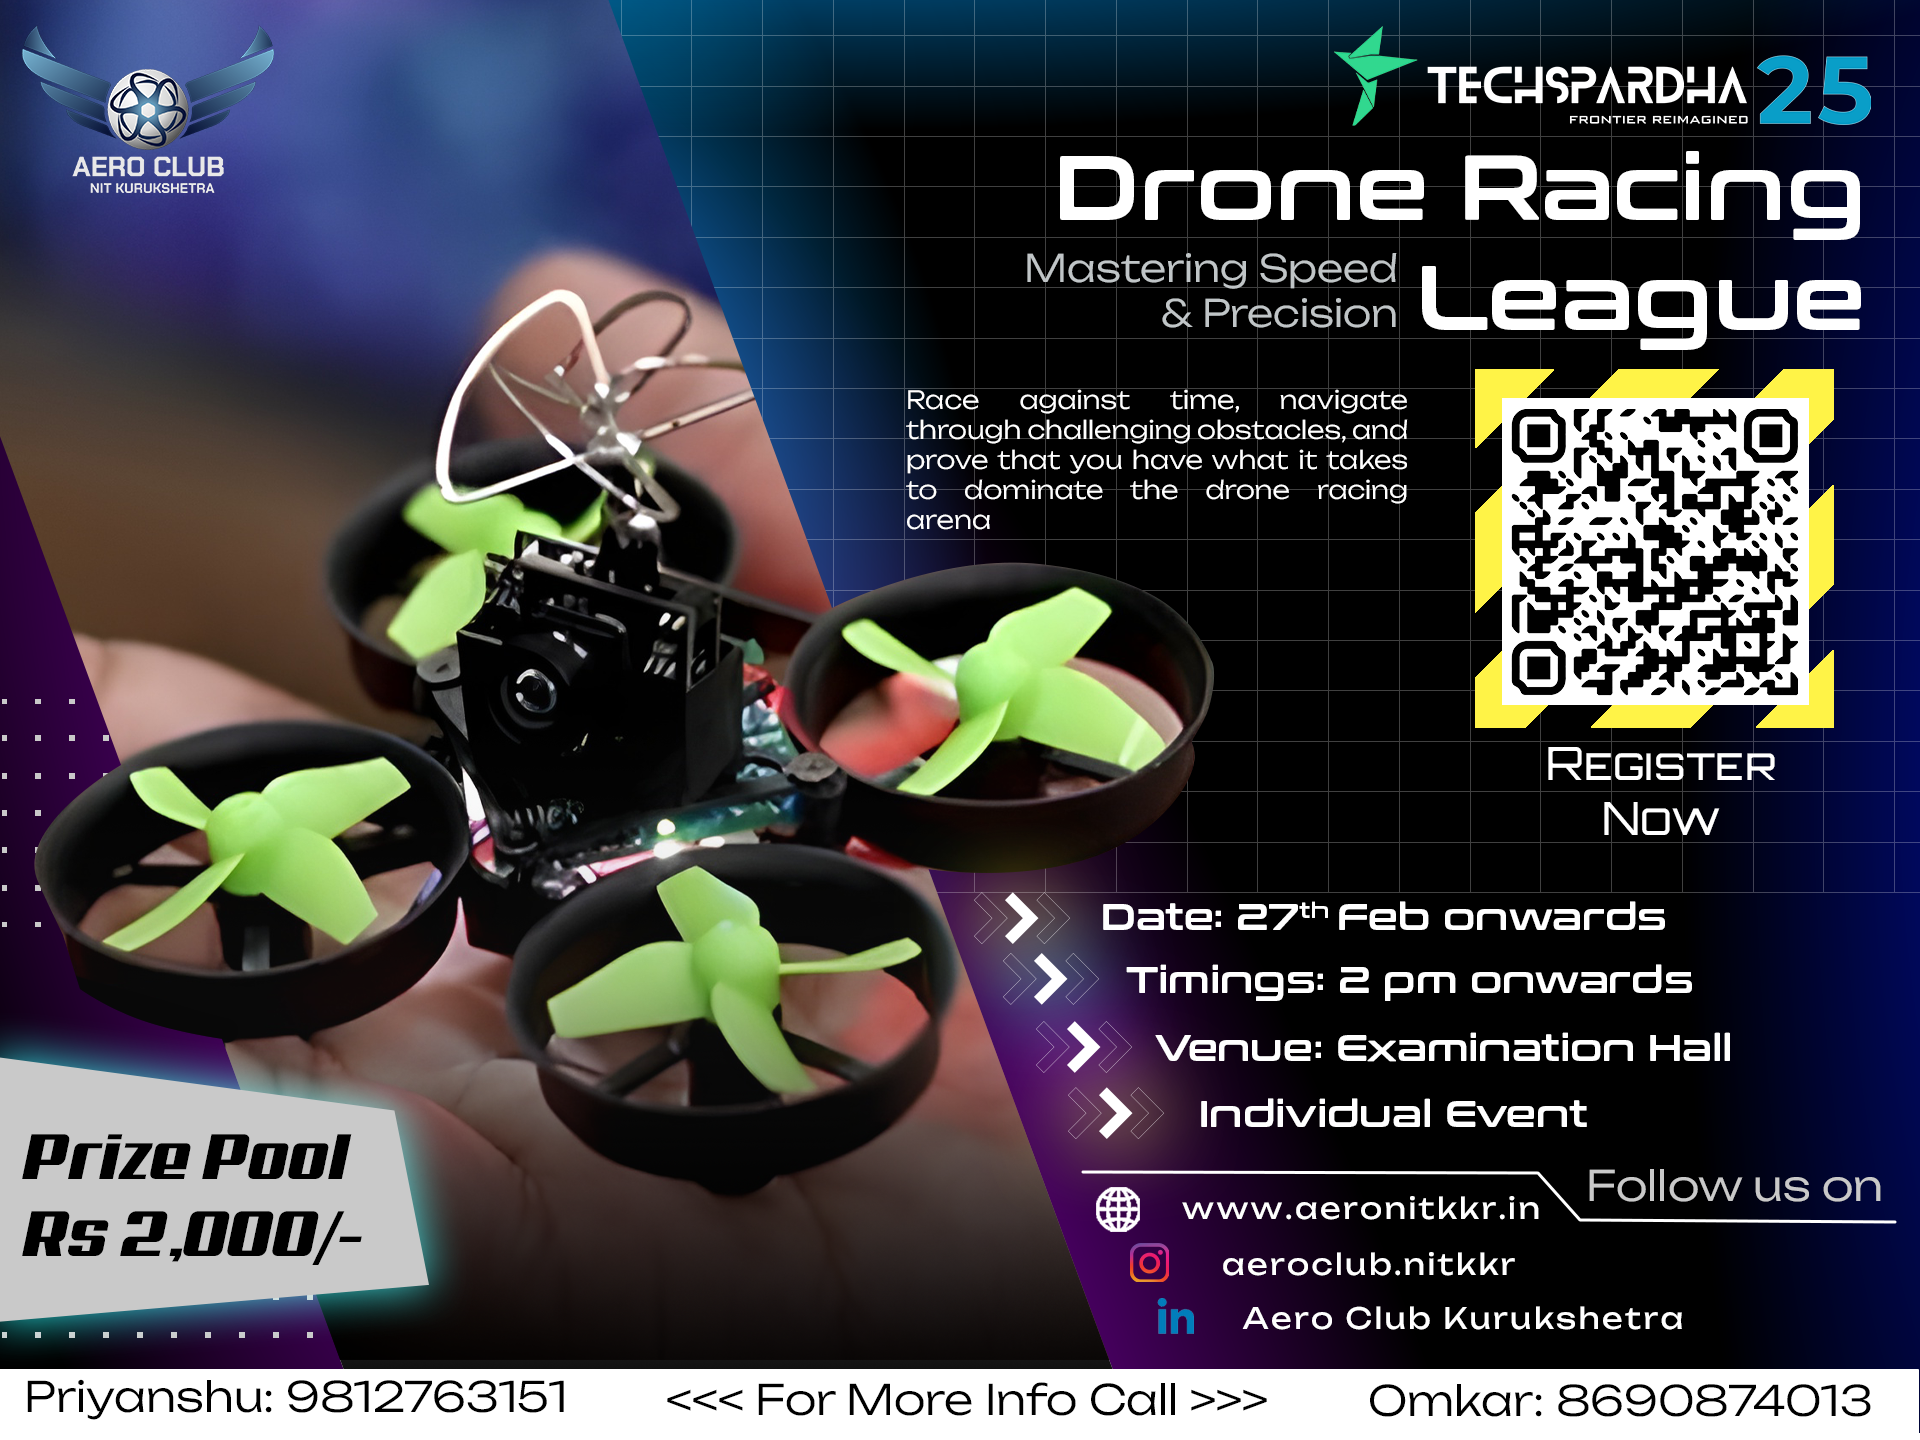 AERO CLUB
NIT KURUKSHETRA
TECHSPARDHA 25
FRONTIER REIMAGINED
Drone Racing
League
Mastering Speed
& Precision
Race against time, navigate
through challenging obstacles, and
prove that you have what it takes
to dominate the drone racing
arena
REGISTER
NOW
Date: 27th Feb onwards
Timings: 2 pm onwards
Venue: Examination Hall
Individual Event
Prize Pool
Rs 2,000/-
Follow us on
www.aeronitkkr.in
aeroclub.nitkkr
in Aero Club Kurukshetra
Priyanshu: 9812763151 <<< For More Info Call >>> Omkar: 8690874013